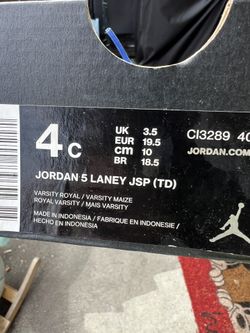 4 C
UK 3.5
EUR 19.5
cm 10
BR 18.5
CI3289 40
JORDAN.COM
JORDAN 5 LANEY JSP (TD)
VARSITY ROYAL / VARSITY MAIZE
ROYAL VARSITY / MAIS VARSITY
MADE IN INDONESIA / FABRIQUE EN INDONESIE /
HECHO EN INDONESIA